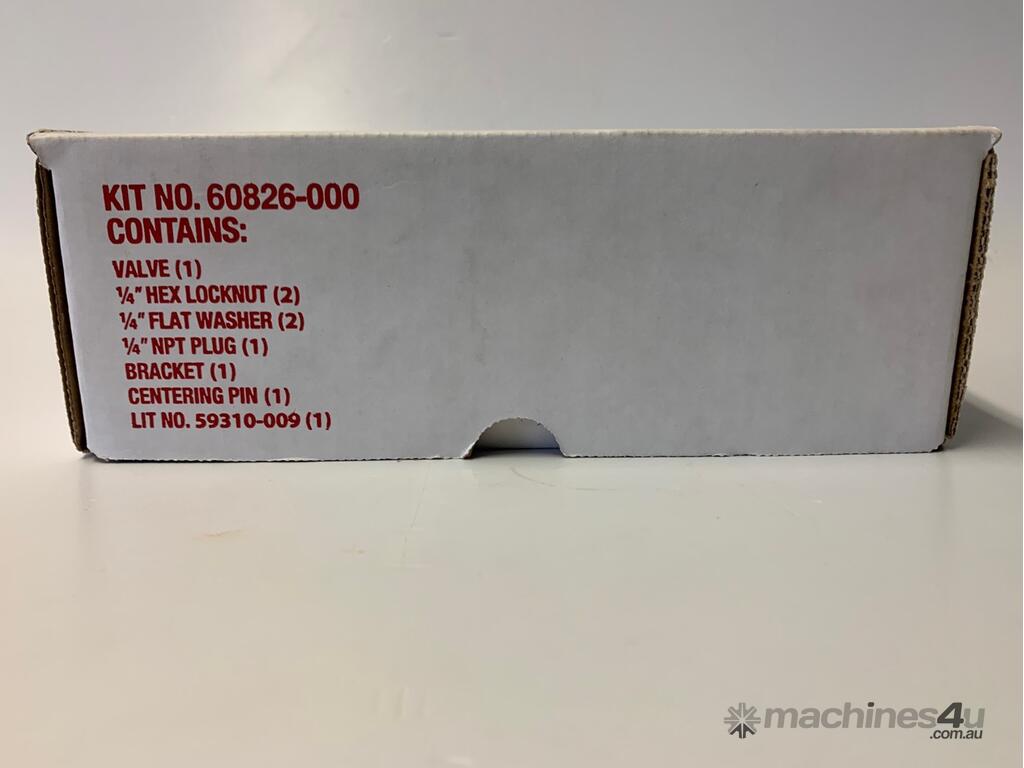 KIT NO. 60826-000
CONTAINS:
VALVE (1)
¼" HEX LOCKNUT (2)
¼" FLAT WASHER (2)
¼" NPT PLUG (1)
BRACKET (1)
CENTERING PIN (1)
LIT NO. 59310-009 (1)
machines4u
.com.au